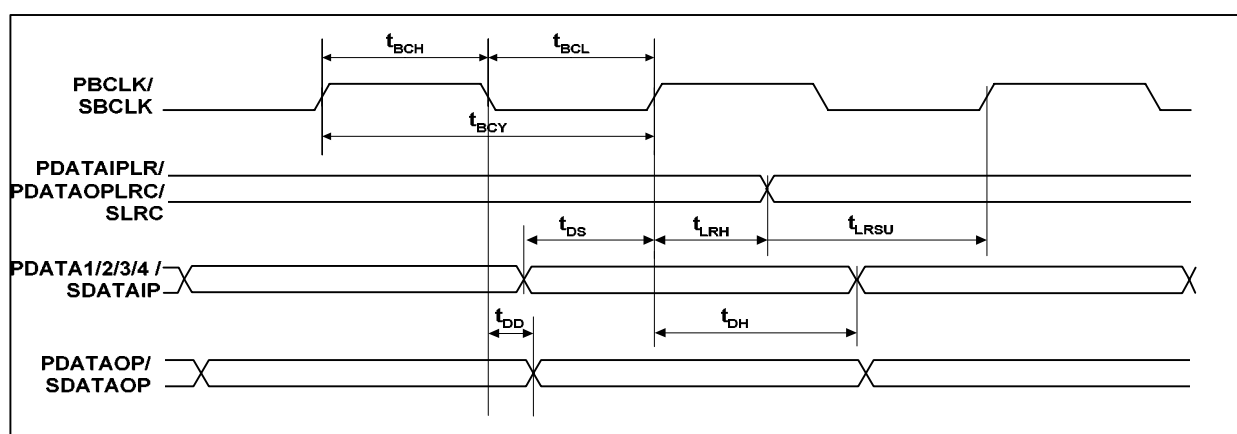 tBCH
tBCL
PBCLK/
SBCLK
tBCY
PDATAIPLR/
PDATAOPLRC/
SLRC
tDS
tLRH
tLRSU
PDATA1/2/3/4 /
SDATAIP
tDD
tDH
PDATAOP/
SDATAOP